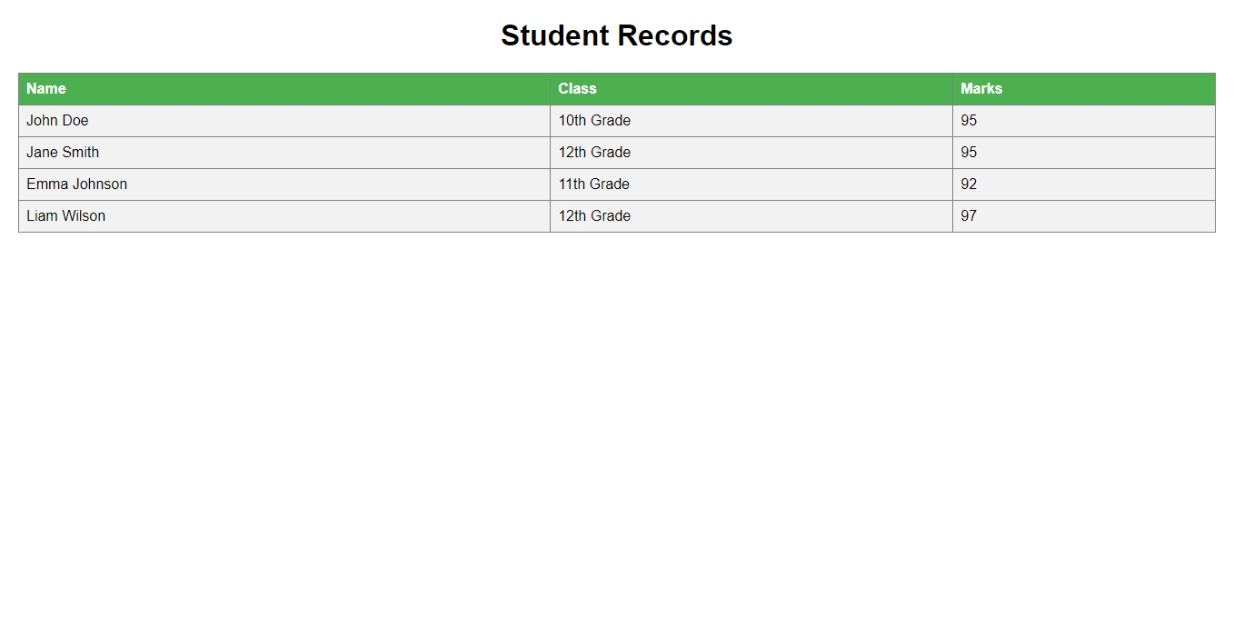 Student Records
Name Class Marks
John Doe 10th Grade 95
Jane Smith 12th Grade 95
Emma Johnson 11th Grade 92
Liam Wilson 12th Grade 97